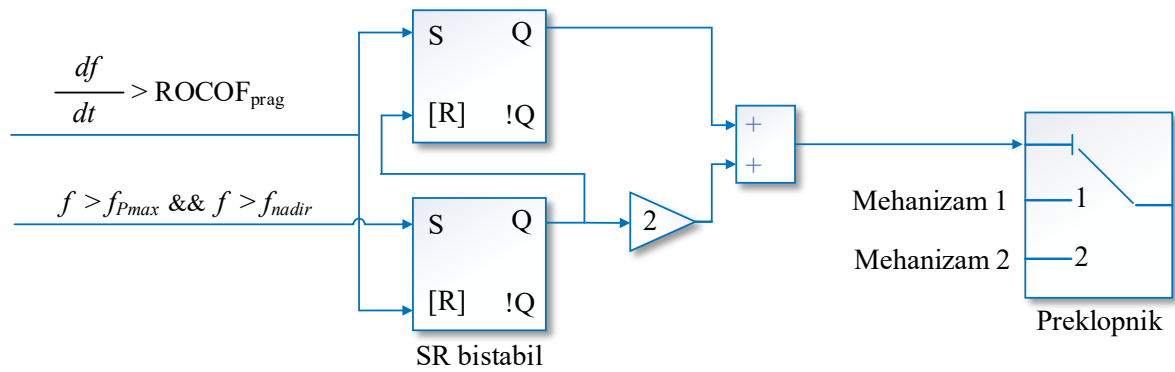 S Q
df/dt > ROCOF_prag
[R] !Q
+
+
f > f_Pmax && f > f_nadir
S Q
2
Mehanizam 1 1
Mehanizam 2 2
[R] !Q
Preklopnik
SR bistabil